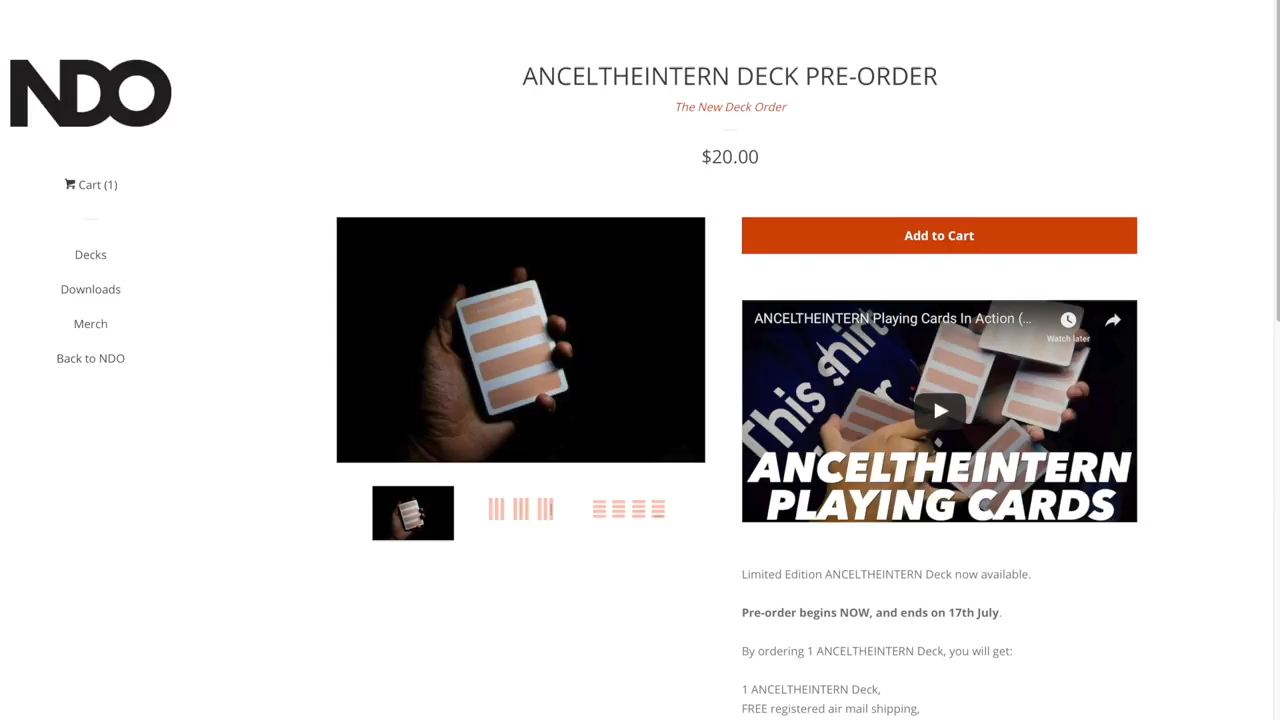 NDO
Cart (1)
Decks
Downloads
Merch
Back to NDO
ANCELTHEINTERN DECK PRE-ORDER
The New Deck Order
$20.00
Add to Cart
ANCELTHEINTERN Playing Cards In Action (...
Watch later
This shirt
ANCELTHEINTERN
PLAYING CARDS
Limited Edition ANCELTHEINTERN Deck now available.
Pre-order begins NOW, and ends on 17th July.
By ordering 1 ANCELTHEINTERN Deck, you will get:
1 ANCELTHEINTERN Deck,
FREE registered air mail shipping,